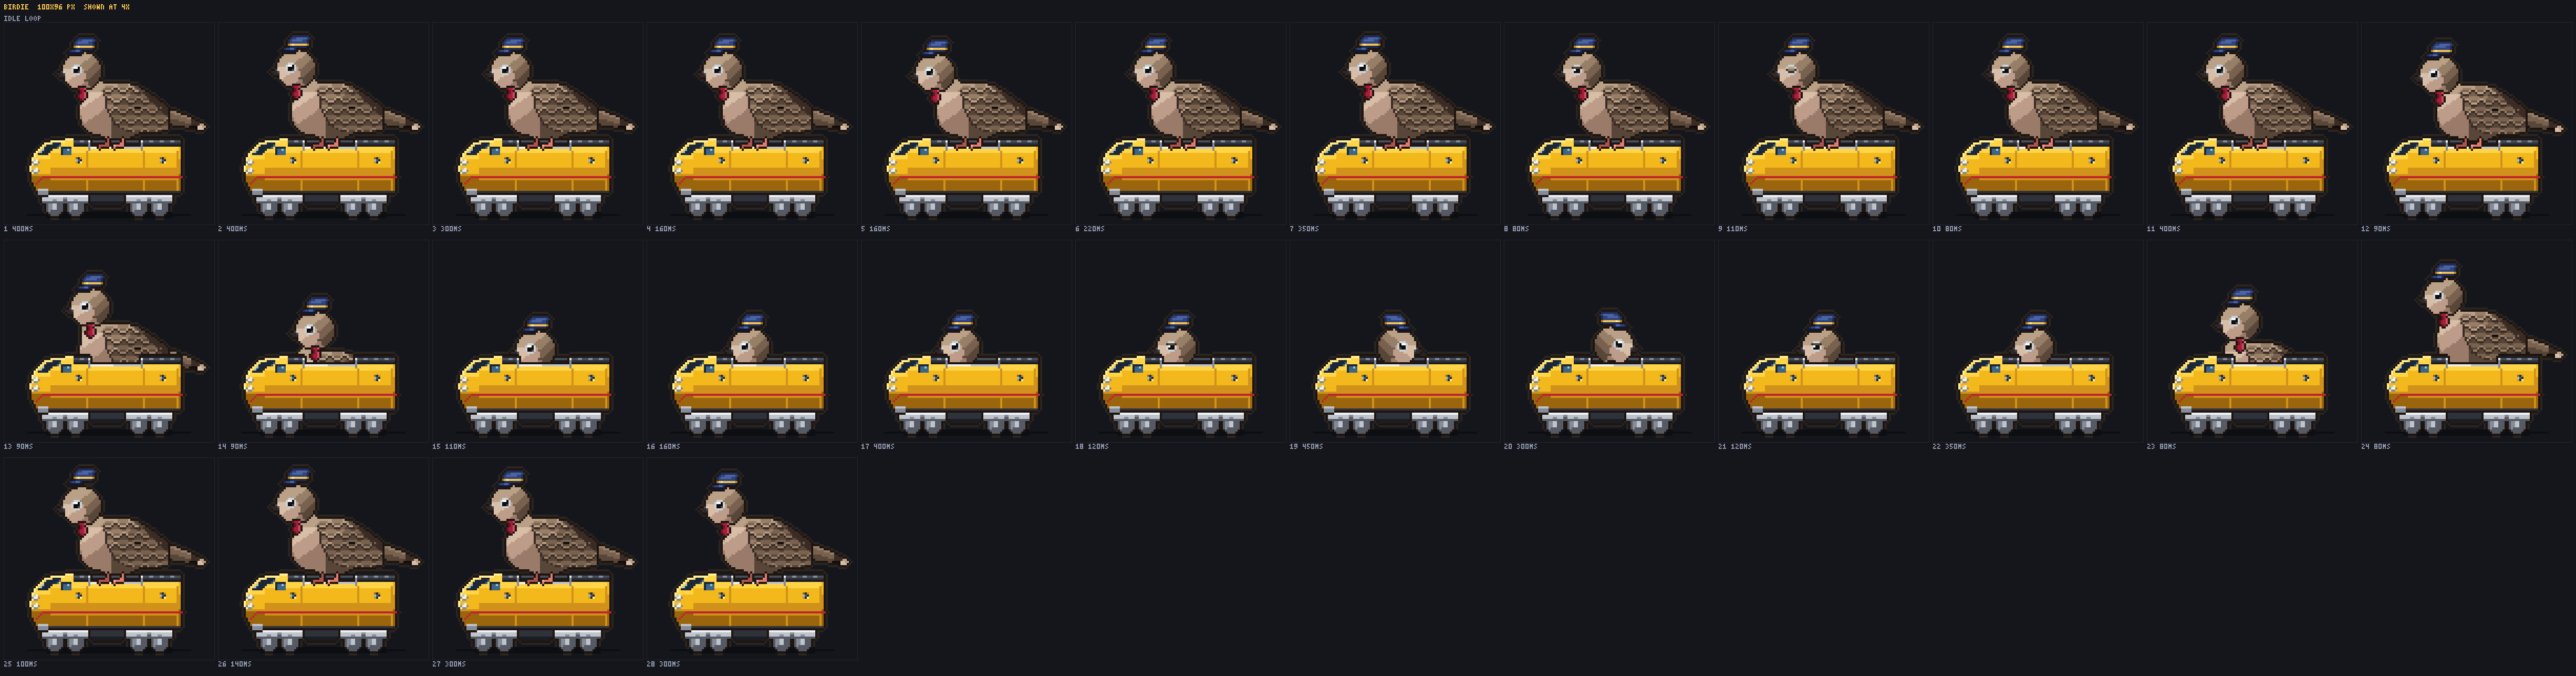 BIRDIE 100X96 PX SHOWN AT 4X
IDLE LOOP
1 400MS
2 400MS
3 300MS
4 160MS
5 160MS
6 220MS
7 350MS
8 80MS
9 110MS
10 80MS
11 400MS
12 90MS
13 90MS
14 90MS
15 110MS
16 160MS
17 400MS
18 120MS
19 450MS
20 300MS
21 120MS
22 350MS
23 80MS
24 80MS
25 100MS
26 140MS
27 300MS
28 300MS